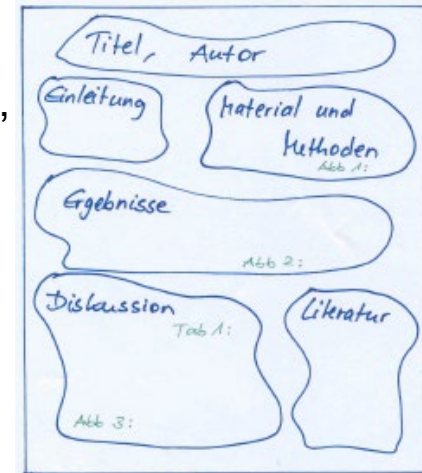 Titel, Autor
Einleitung
Material und
Methoden
Abb 1:
Ergebnisse
Abb 2:
Diskussion
Tab 1:
Abb 3:
Literatur
,